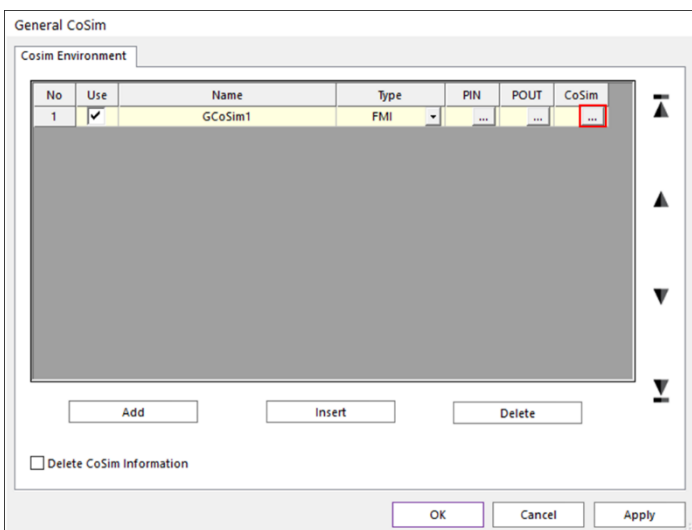 General CoSim
Cosim Environment
No Use Name Type PIN POUT CoSim
1 GCoSim1 FMI ... ... ...
Add Insert Delete
Delete CoSim Information
OK Cancel Apply